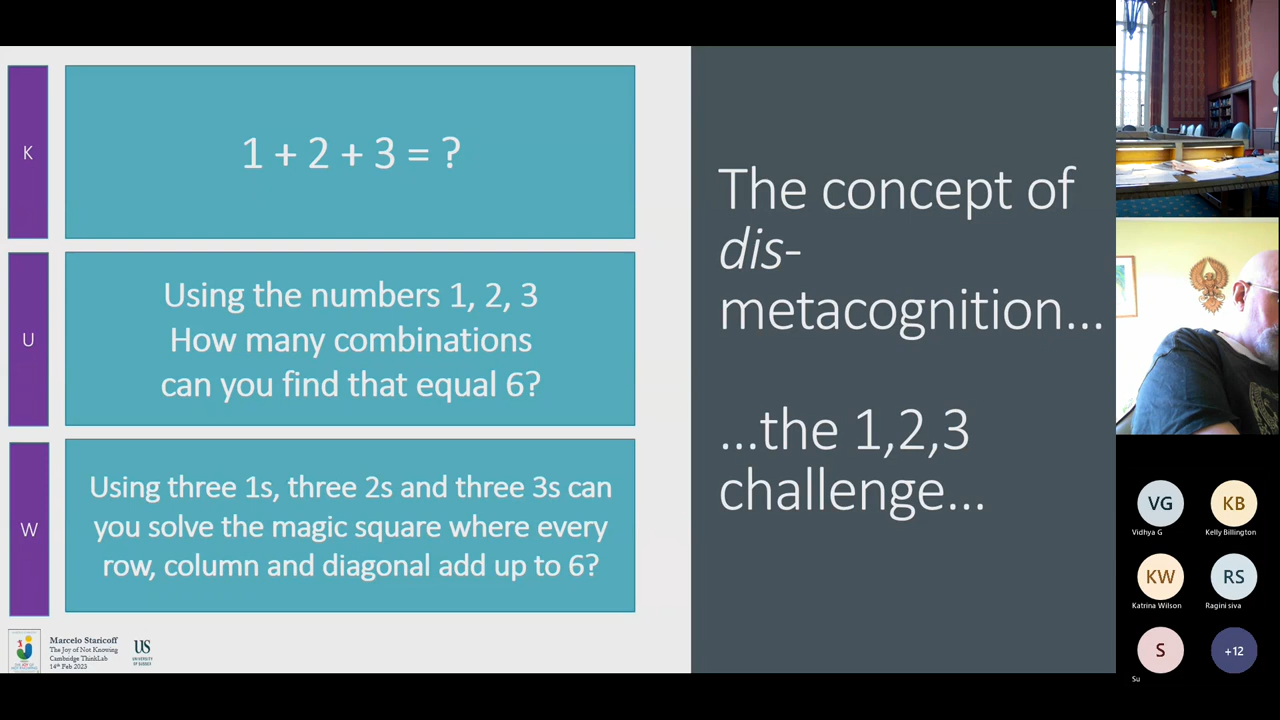 K
1 + 2 + 3 = ?
U
Using the numbers 1, 2, 3
How many combinations
can you find that equal 6?
W
Using three 1s, three 2s and three 3s can
you solve the magic square where every
row, column and diagonal add up to 6?
Marcelo Staricoff
The Joy of Not Knowing
Cambridge ThinkLab
14th Feb 2023
US
UNIVERSITY
OF SUSSEX
The concept of
dis-
metacognition...
...the 1,2,3
challenge...
VG
Vidhya G
KB
Kelly Billington
KW
Katrina Wilson
RS
Ragini siva
S
Su
+12